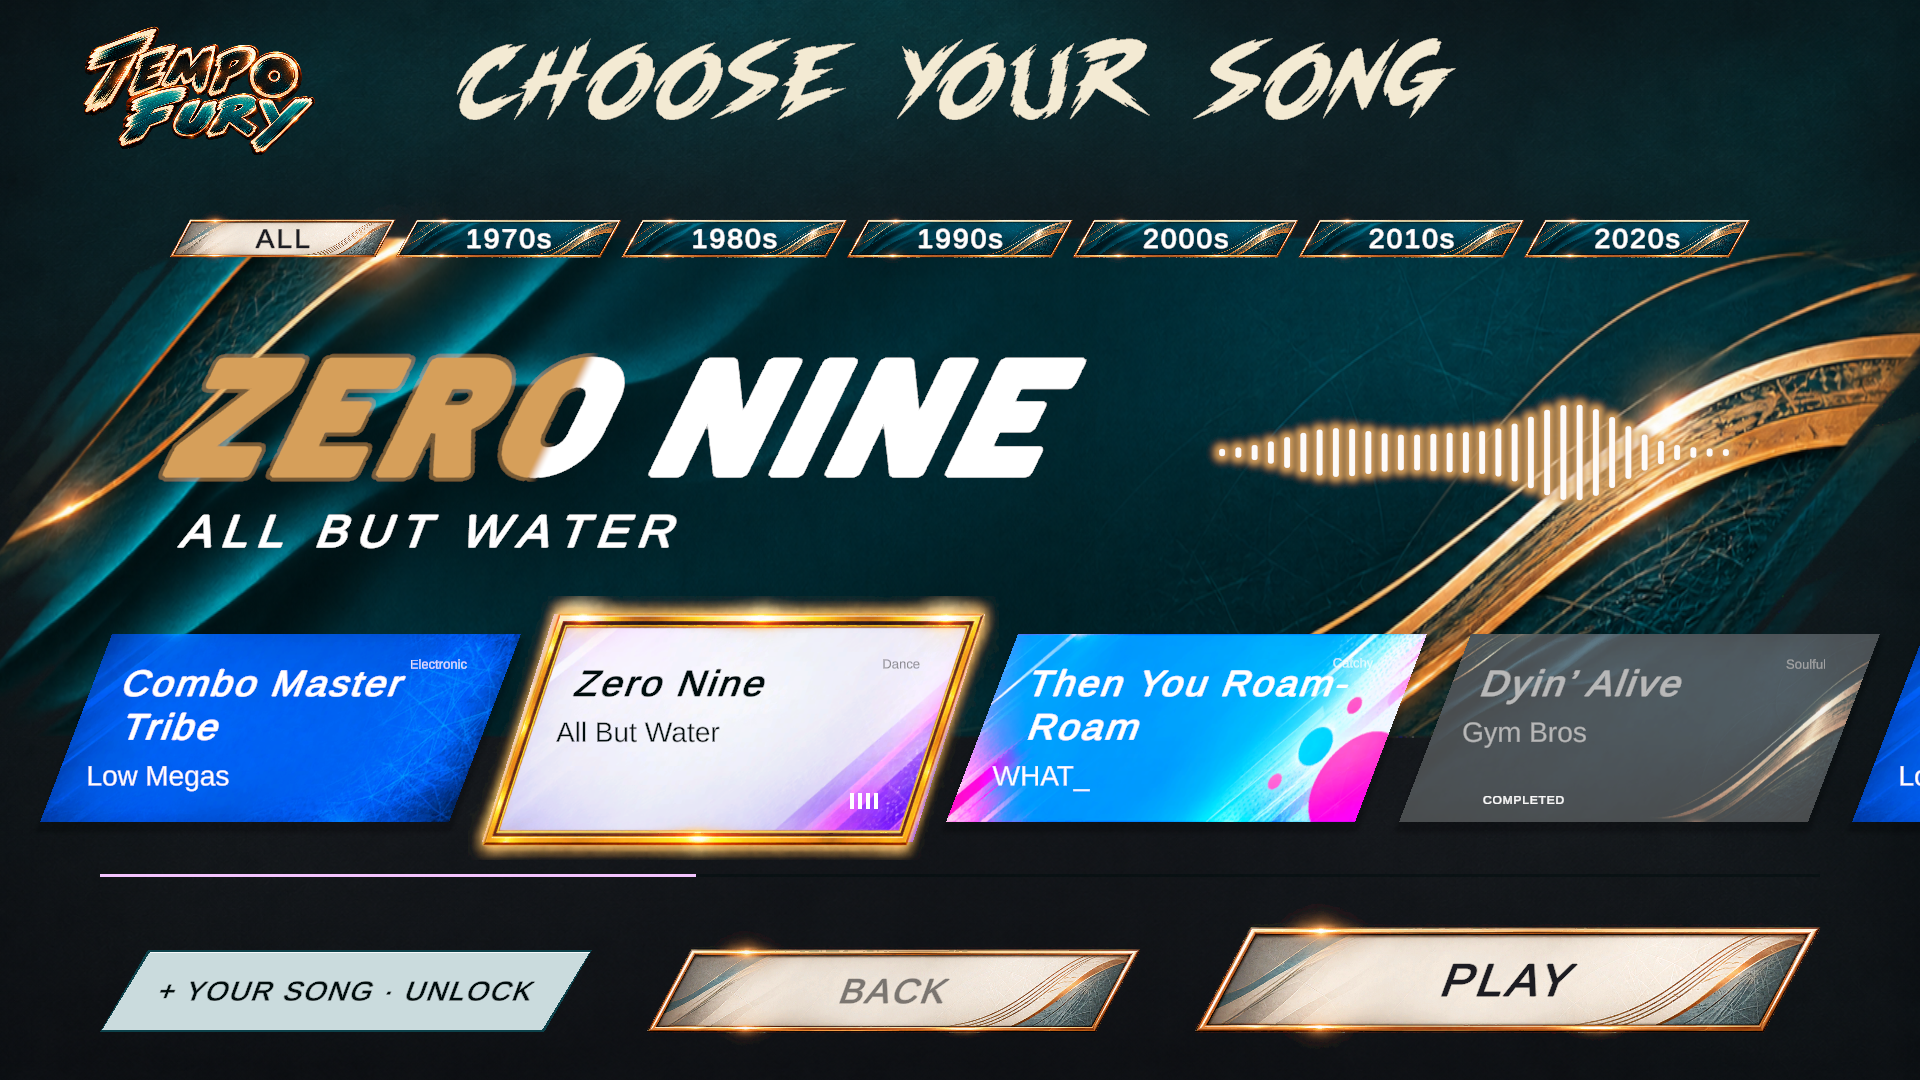 TEMPO
FURY
CHOOSE YOUR SONG
ALL
1970s
1980s
1990s
2000s
2010s
2020s
ZERO NINE
ALL BUT WATER
Combo Master
Tribe
Electronic
Low Megas
Zero Nine
Dance
All But Water
Then You Roam-
Roam
Catchy
WHAT_
Dyin’ Alive
Soulful
Gym Bros
COMPLETED
+ YOUR SONG · UNLOCK
BACK
PLAY